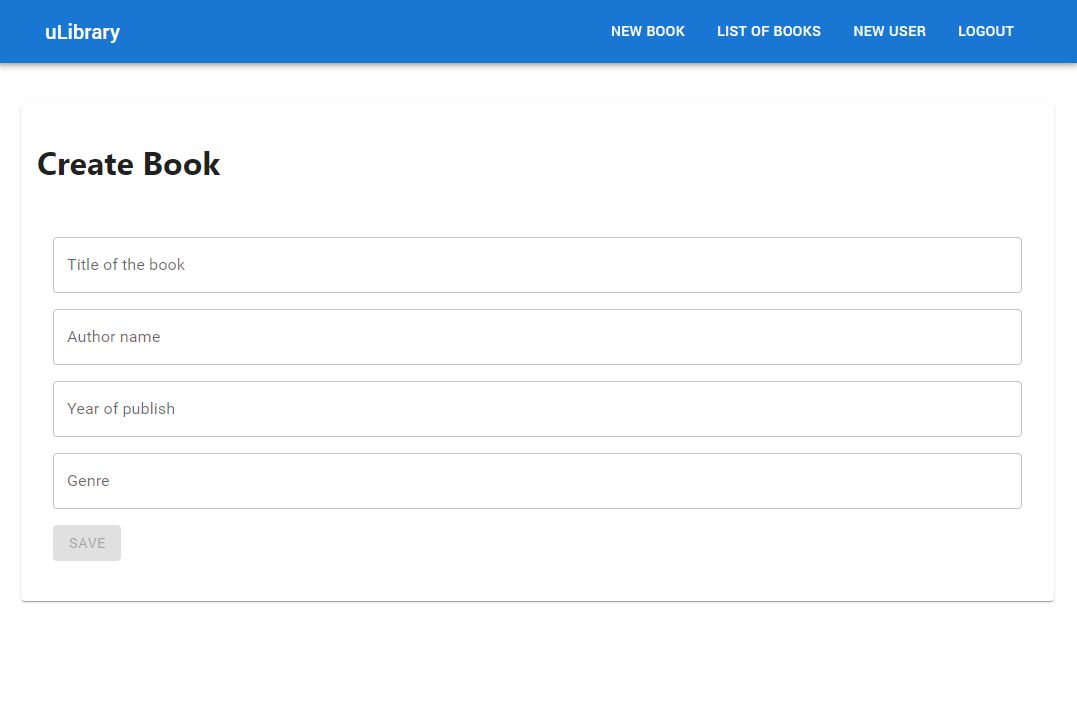 uLibrary NEW BOOK LIST OF BOOKS NEW USER LOGOUT
Create Book
Title of the book
Author name
Year of publish
Genre
SAVE